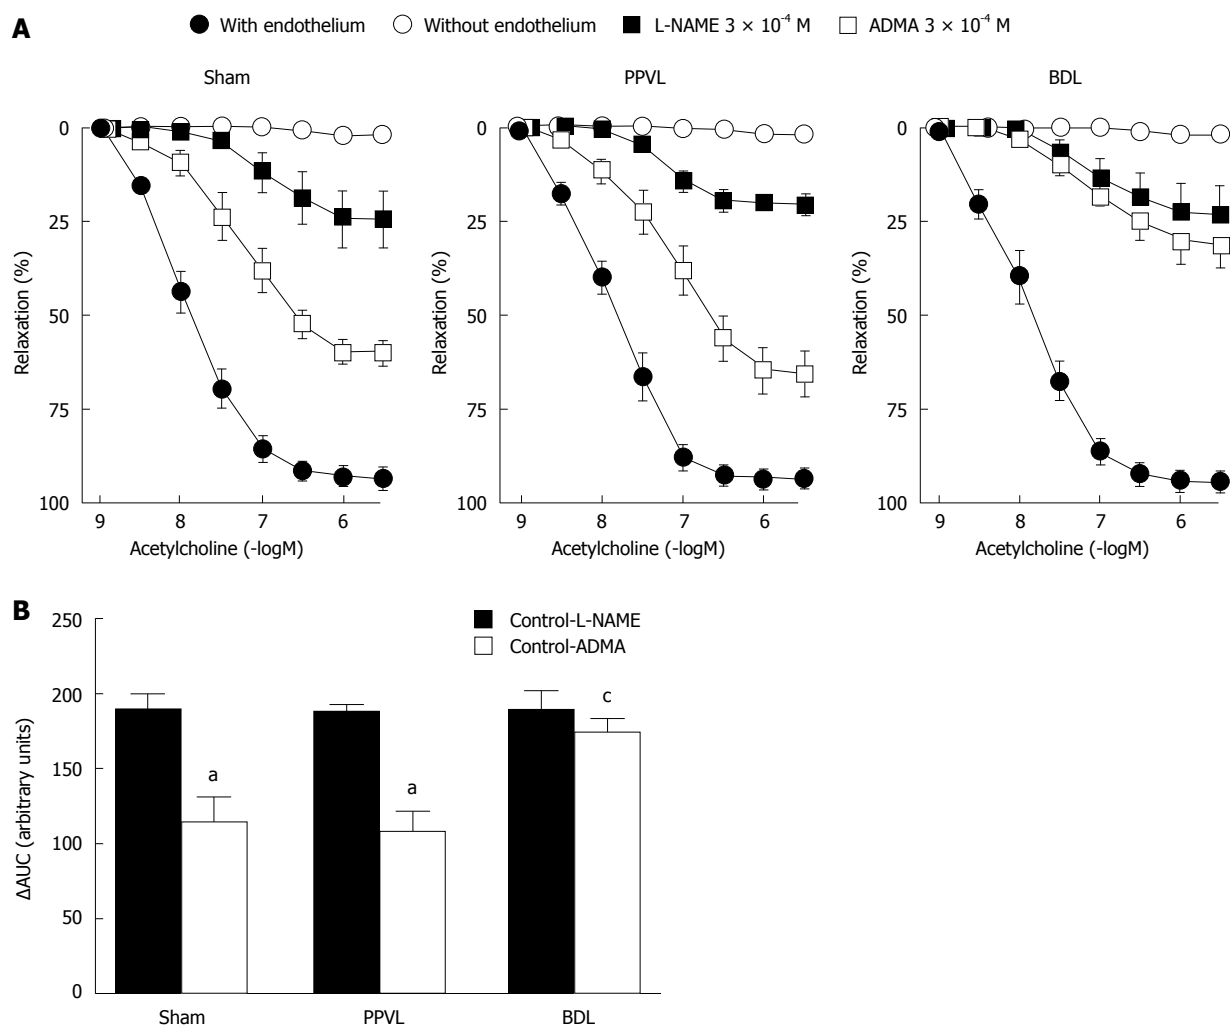 A
With endothelium Without endothelium L-NAME 3 × 10⁻⁴ M ADMA 3 × 10⁻⁴ M
Sham PPVL BDL
0 0 0
25 25 25
50 50 50
75 75 75
100 100 100
Relaxation (%) Relaxation (%) Relaxation (%)
9 8 7 6 9 8 7 6 9 8 7 6
Acetylcholine (-logM) Acetylcholine (-logM) Acetylcholine (-logM)
B
Control-L-NAME
Control-ADMA
250
200
150
100
50
0
ΔAUC (arbitrary units)
a a c
Sham PPVL BDL